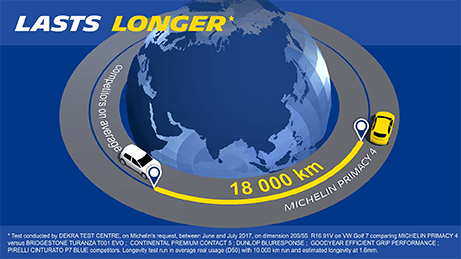 LASTS LONGER*
competitors on average
18 000 km
MICHELIN PRIMACY 4
* Test conducted by DEKRA TEST CENTRE, on Michelin's request, between June and July 2017, on dimension 205/55 R16 91V on VW Golf 7 comparing MICHELIN PRIMACY 4
versus BRIDGESTONE TURANZA T001 EVO ; CONTINENTAL PREMIUM CONTACT 5 ; DUNLOP BLURESPONSE ; GOODYEAR EFFICIENT GRIP PERFORMANCE ;
PIRELLI CINTURATO P7 BLUE competitors. Longevity test run in average real usage (D50) with 10.000 km run and estimated longevity at 1.6mm.